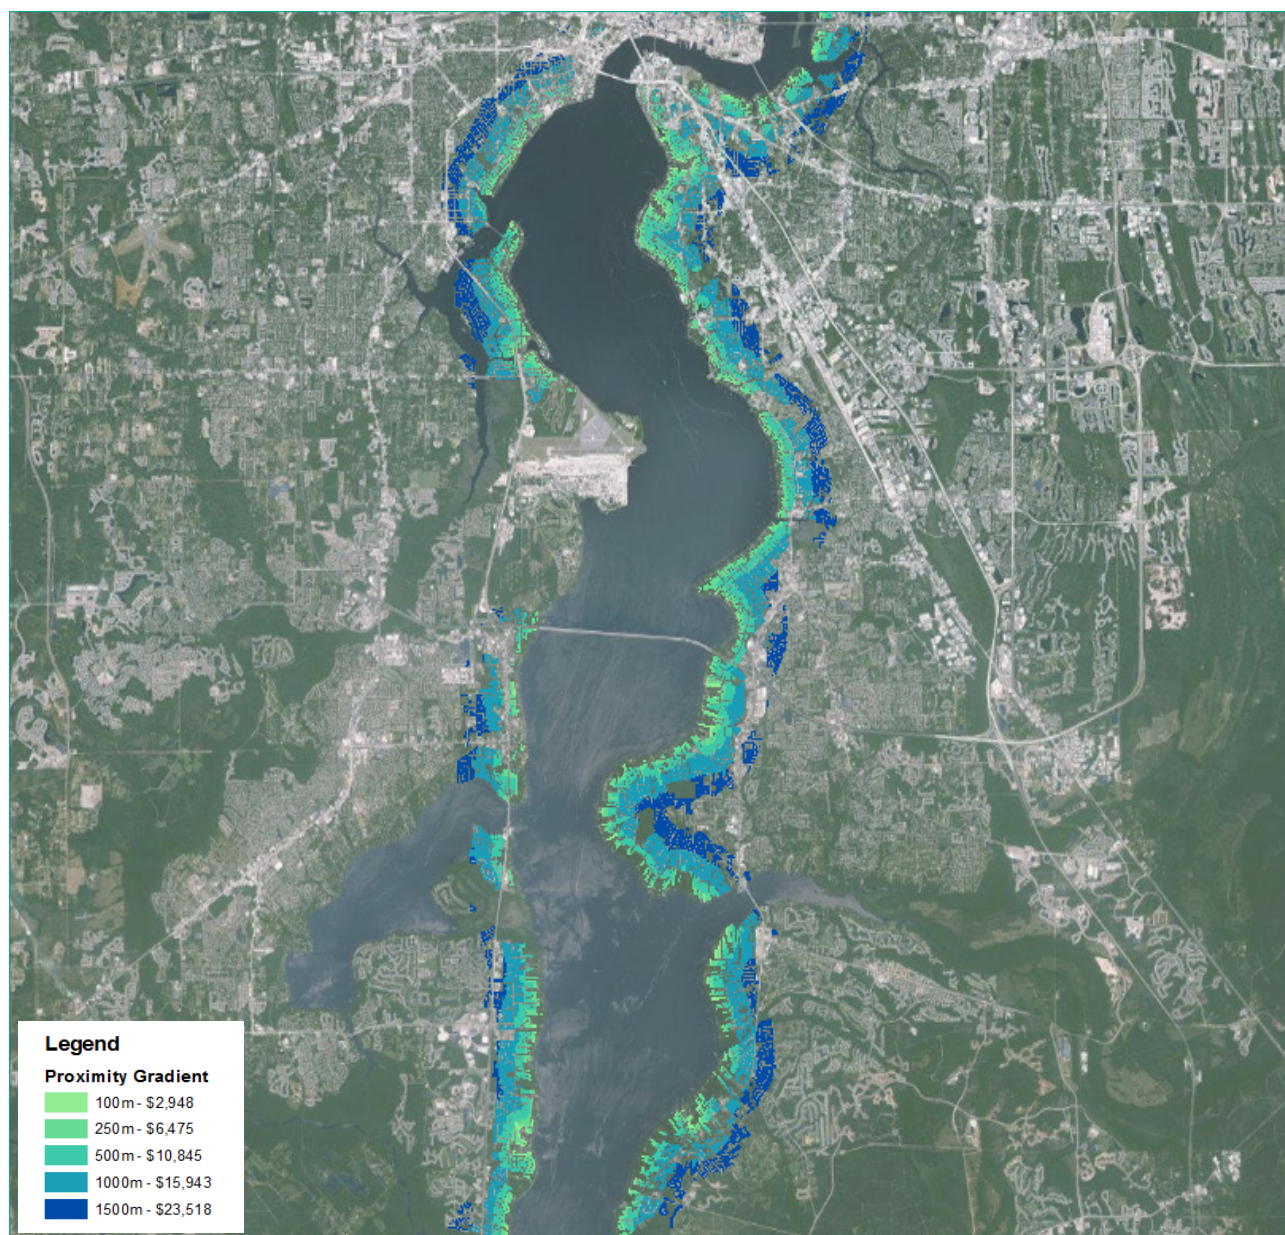 Legend
Proximity Gradient
100m - $2,948
250m - $6,475
500m - $10,845
1000m - $15,943
1500m - $23,518